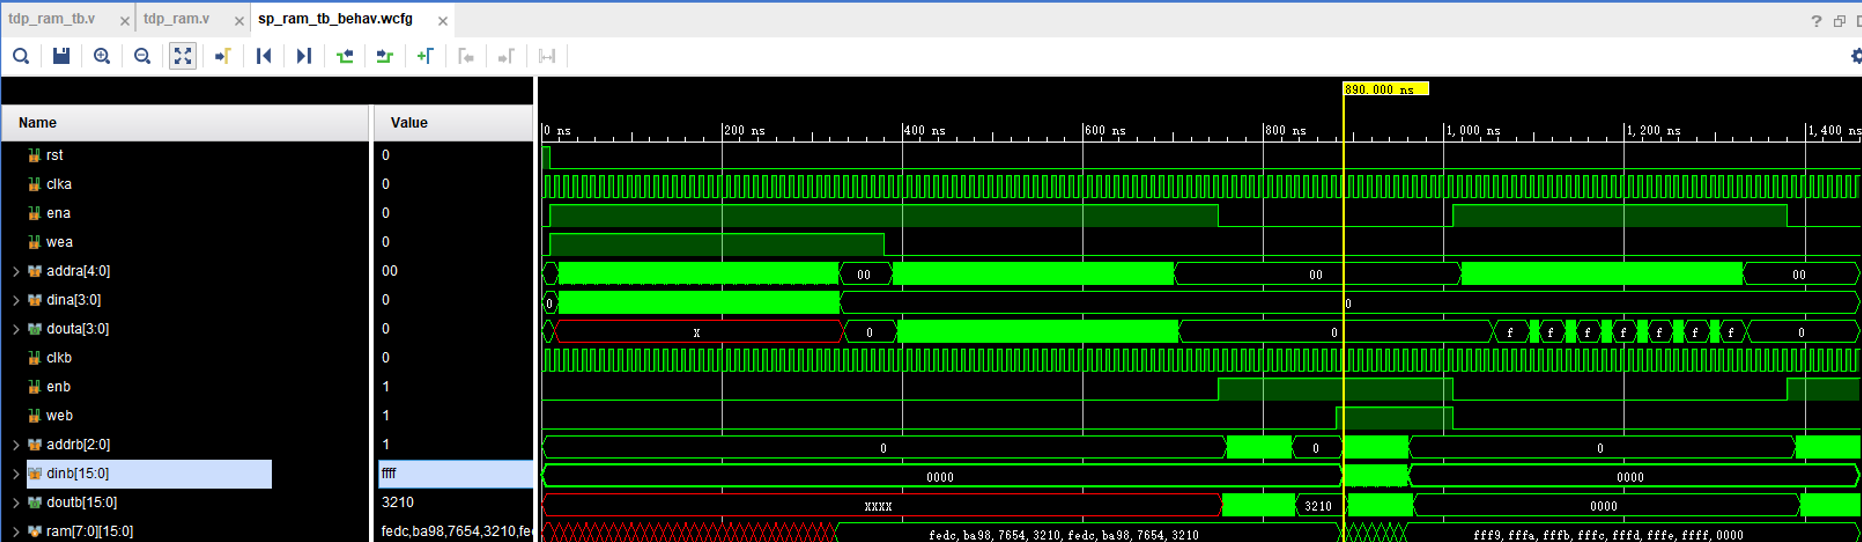 tdp_ram_tb.v × tdp_ram.v × sp_ram_tb_behav.wcfg ×
?
890.000 ns
Name Value
0 ns 200 ns 400 ns 600 ns 800 ns 1,000 ns 1,200 ns 1,400 ns
rst 0
clka 0
ena 0
wea 0
addra[4:0] 00 00 00 00
dina[3:0] 0 0 0
douta[3:0] 0 X 0 0 f f f f f f f 0
clkb 0
enb 1
web 1
addrb[2:0] 1 0 0 0
dinb[15:0] ffff 0000 0000
doutb[15:0] 3210 XXXX 3210 0000
ram[7:0][15:0] fedc,ba98,7654,3210,fe fedc, ba98, 7654, 3210, fedc, ba98, 7654, 3210 fff9, fffa, fffb, fffc, fffd, fffe, ffff, 0000